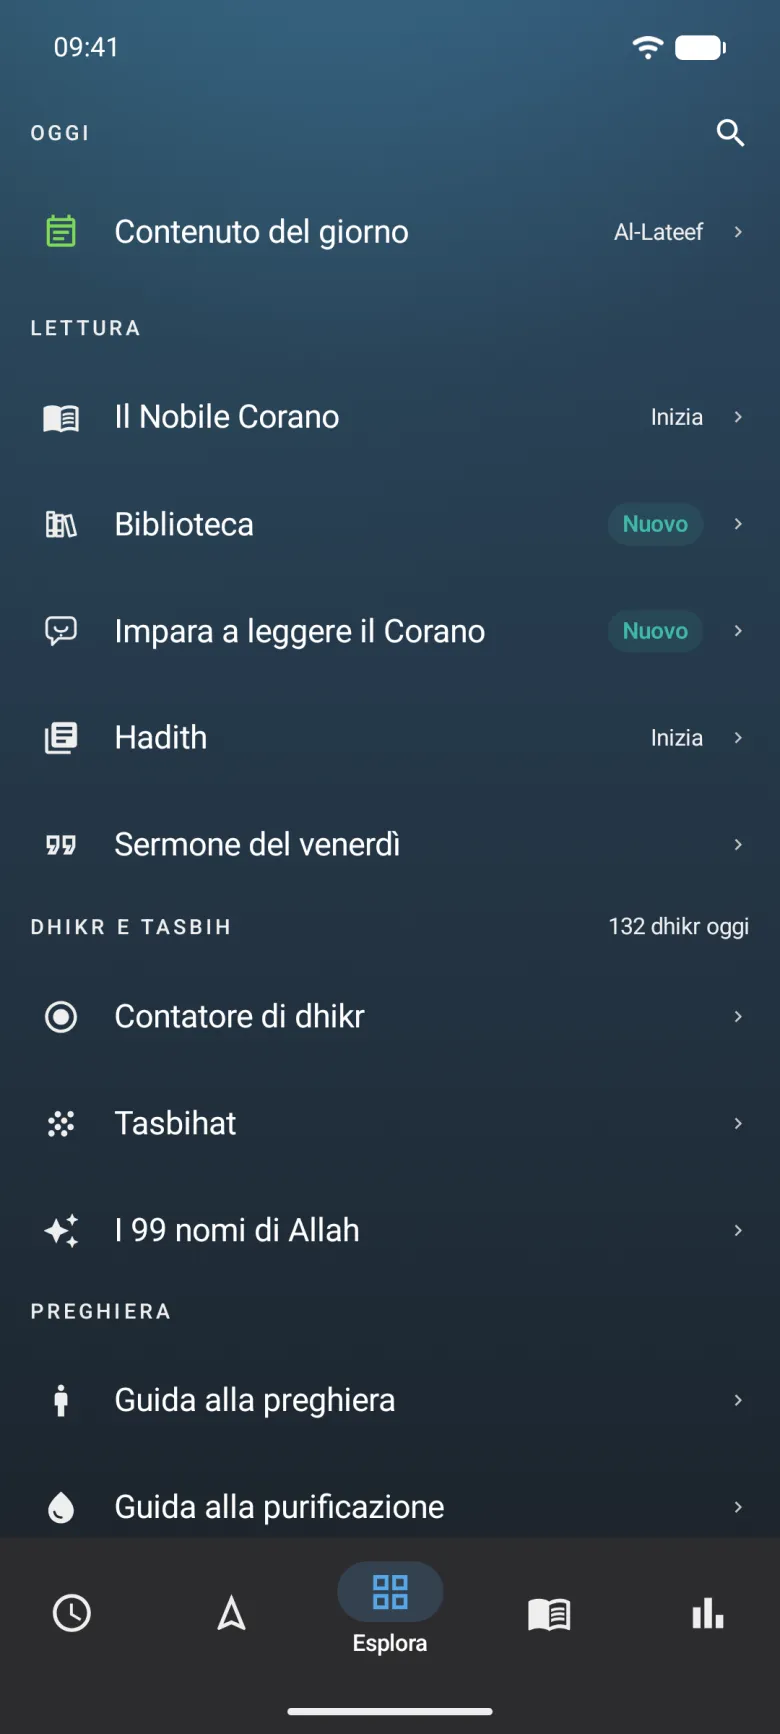 09:41
OGGI
Contenuto del giorno Al-Lateef
LETTURA
Il Nobile Corano Inizia
Biblioteca Nuovo
Impara a leggere il Corano Nuovo
Hadith Inizia
Sermone del venerdì
DHIKR E TASBIH 132 dhikr oggi
Contatore di dhikr
Tasbihat
I 99 nomi di Allah
PREGHIERA
Guida alla preghiera
Guida alla purificazione
Esplora